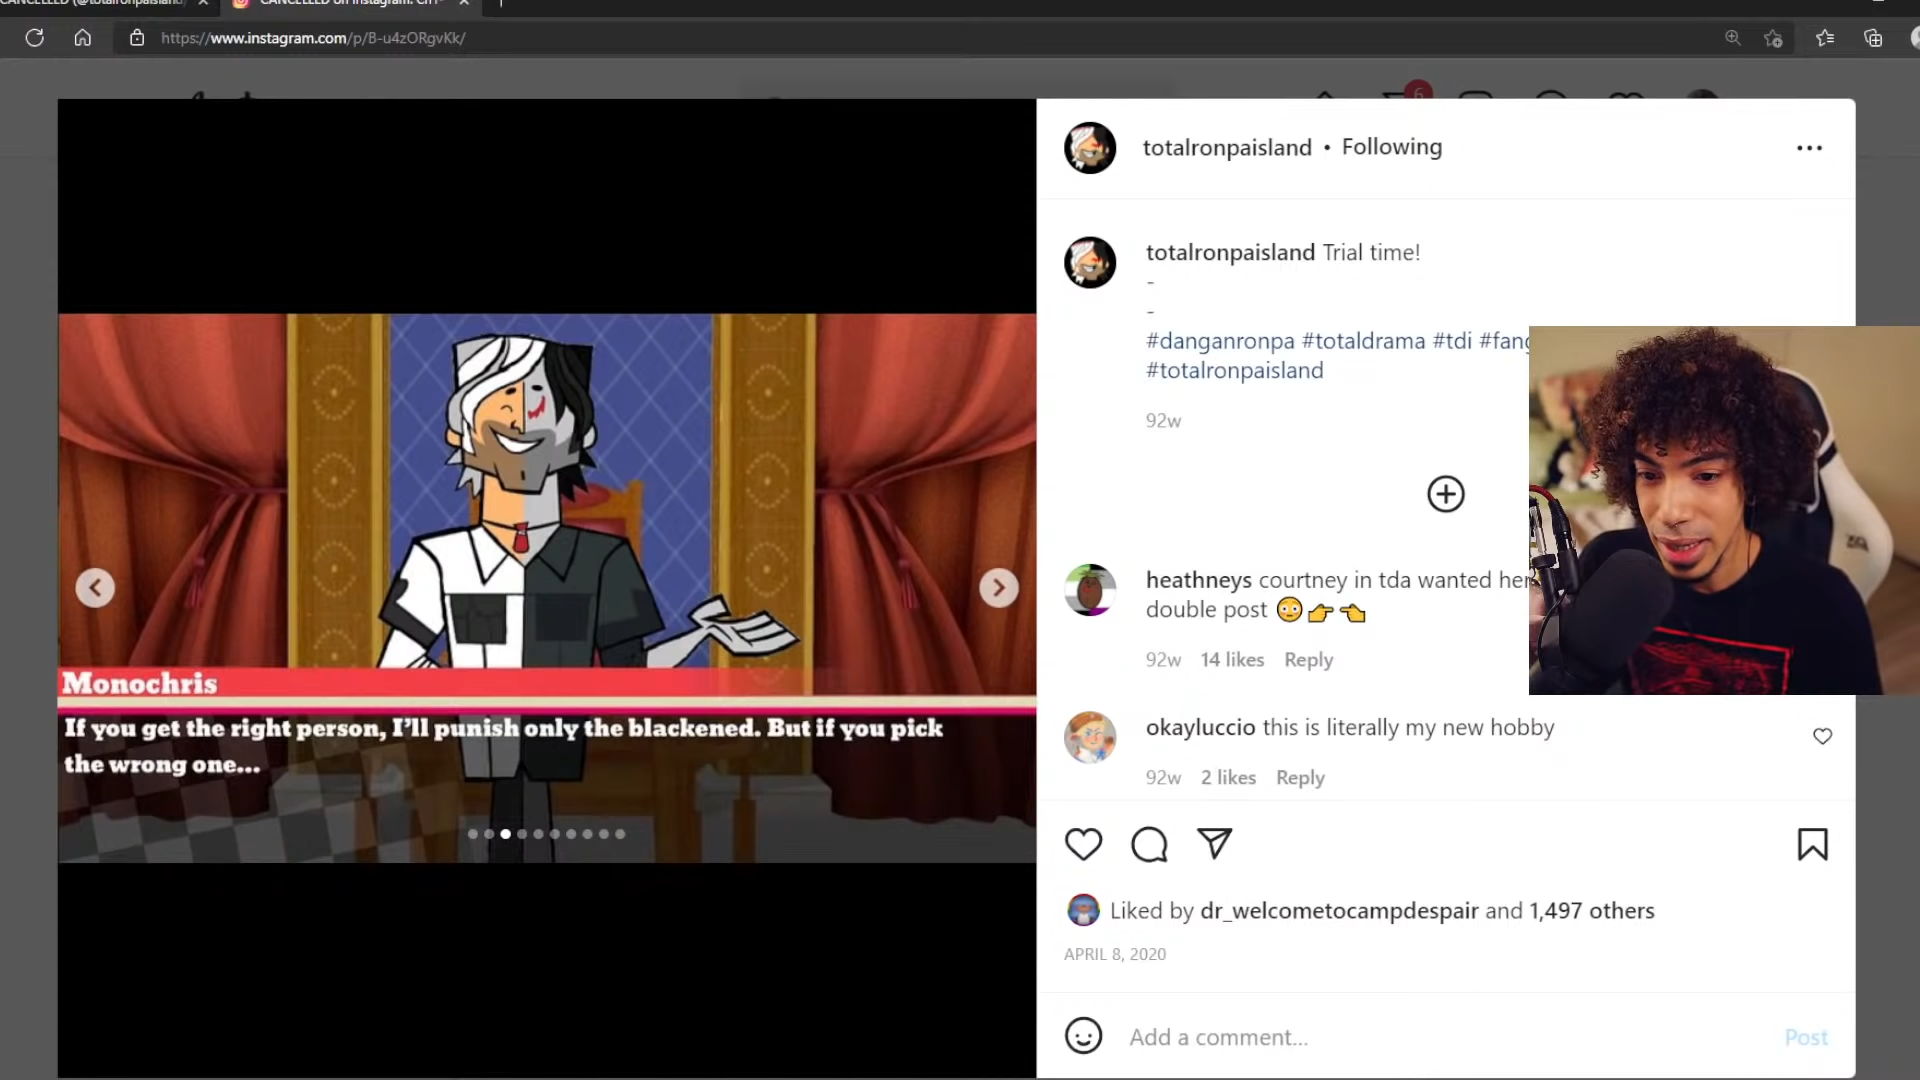 https://www.instagram.com/p/B-u4zORgvKk/
6
totalronpaisland • Following
totalronpaisland Trial time!
-
-
#danganronpa #totaldrama #tdi
#totalronpaisland
92w
heathneys courtney in tda wanted her
double post 😳👉👈
92w 14 likes Reply
okayluccio this is literally my new hobby
92w 2 likes Reply
Liked by dr_welcometocampdespair and 1,497 others
APRIL 8, 2020
Add a comment... Post
Monochris
If you get the right person, I'll punish only the blackened. But if you pick
the wrong one...